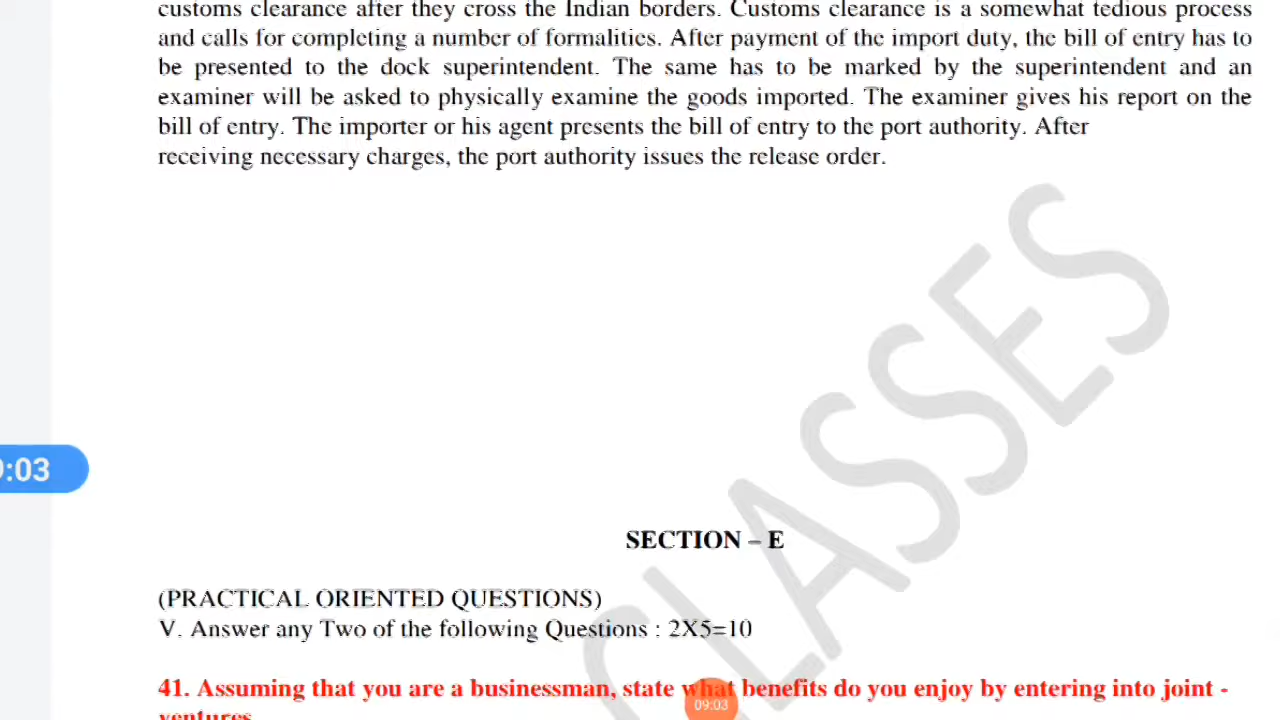 customs clearance after they cross the Indian borders. Customs clearance is a somewhat tedious process
and calls for completing a number of formalities. After payment of the import duty, the bill of entry has to
be presented to the dock superintendent. The same has to be marked by the superintendent and an
examiner will be asked to physically examine the goods imported. The examiner gives his report on the
bill of entry. The importer or his agent presents the bill of entry to the port authority. After
receiving necessary charges, the port authority issues the release order.
CLASSES
:03
SECTION – E
(PRACTICAL ORIENTED QUESTIONS)
V. Answer any Two of the following Questions : 2X5=10
41. Assuming that you are a businessman, state what benefits do you enjoy by entering into joint -
09:03
ventures